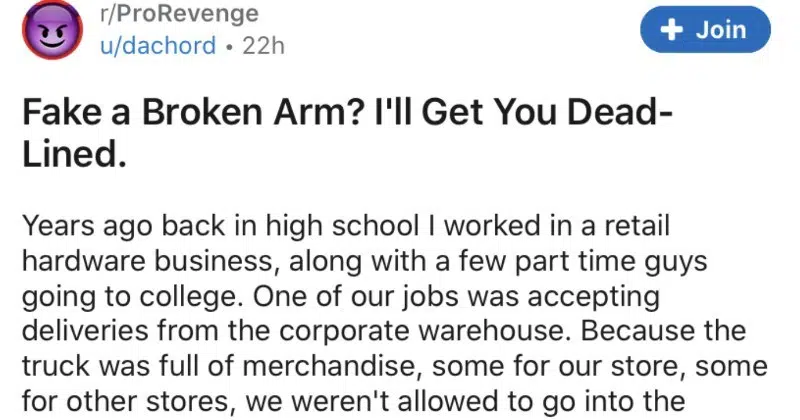 r/ProRevenge
u/dachord • 22h
+ Join
Fake a Broken Arm? I'll Get You Dead-
Lined.
Years ago back in high school I worked in a retail
hardware business, along with a few part time guys
going to college. One of our jobs was accepting
deliveries from the corporate warehouse. Because the
truck was full of merchandise, some for our store, some
for other stores, we weren't allowed to go into the